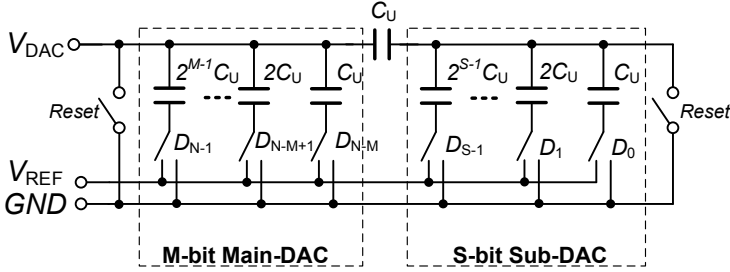 C_U
V_DAC
2^{M-1}C_U 2C_U C_U 2^{S-1}C_U 2C_U C_U
Reset Reset
D_{N-1} D_{N-M+1} D_{N-M} D_{S-1} D_1 D_0
V_REF
GND
M-bit Main-DAC S-bit Sub-DAC